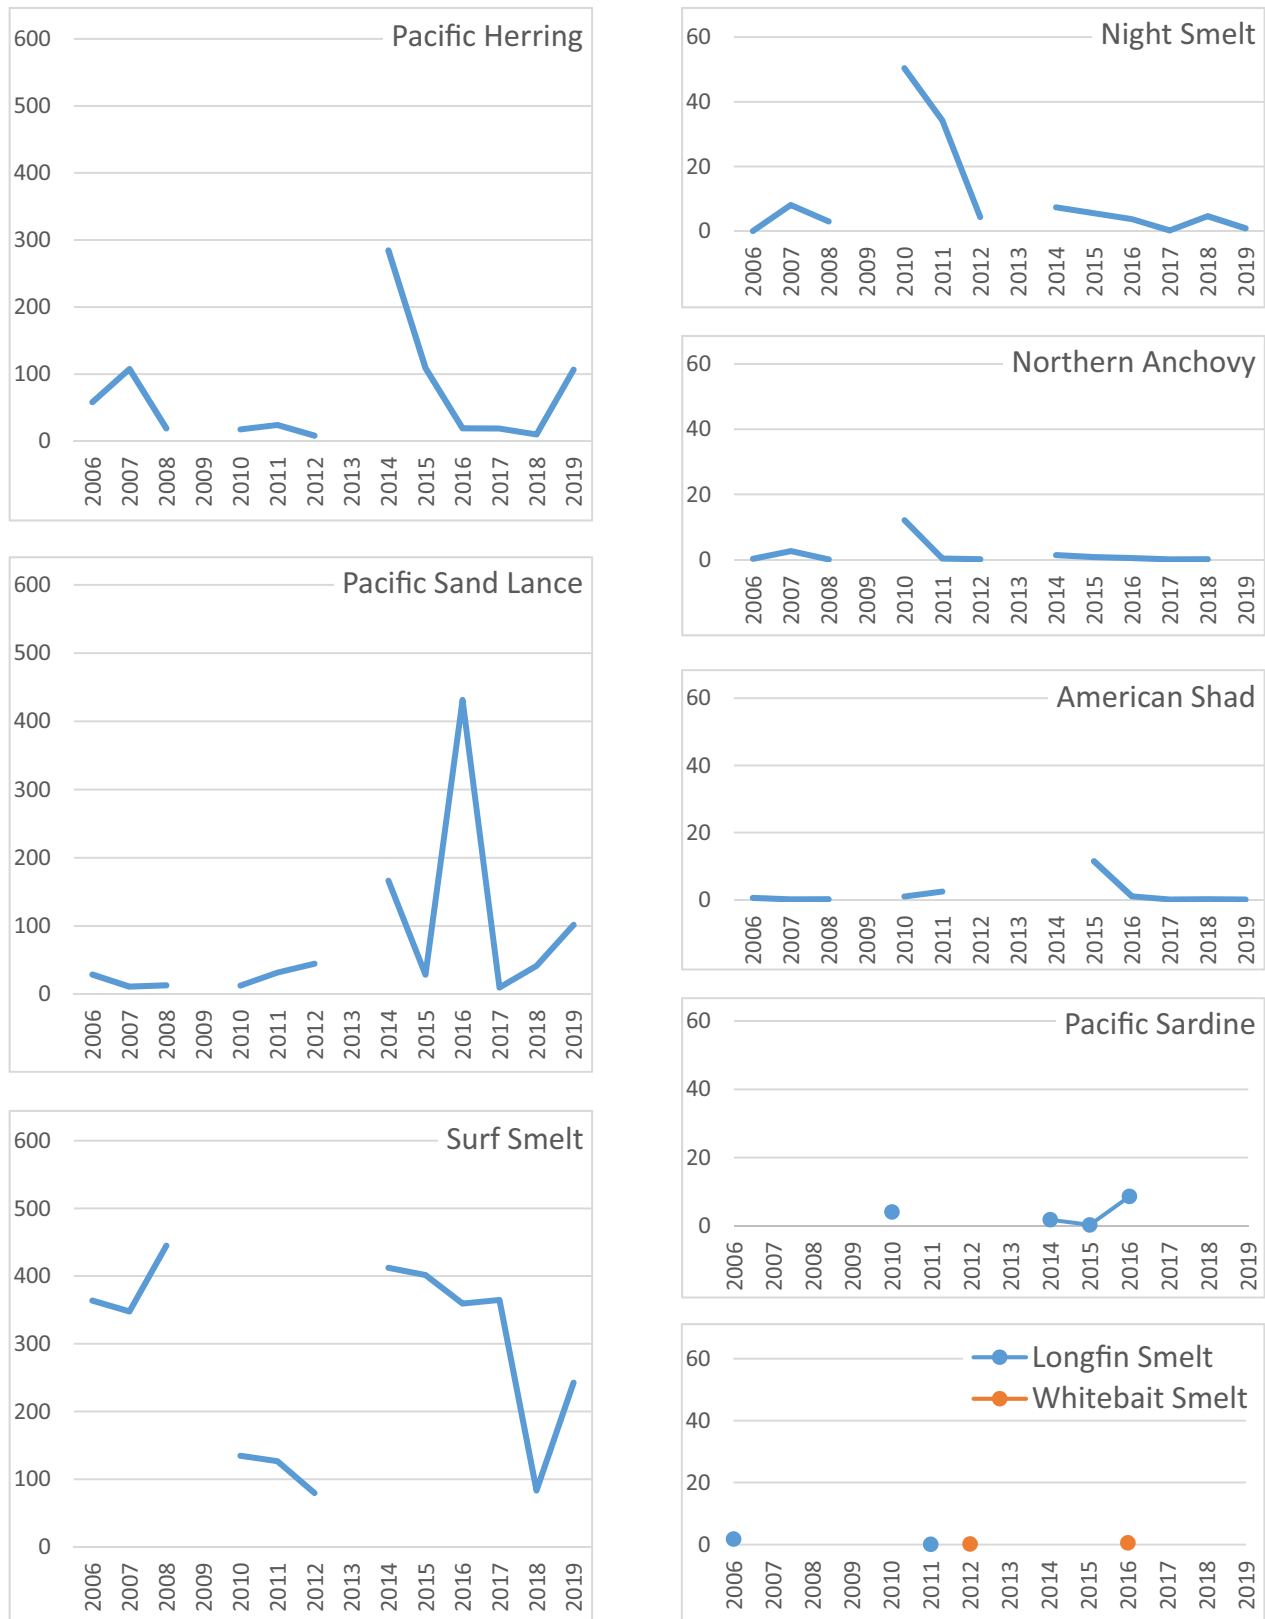 Pacific Herring
600
500
400
300
200
100
0
2006 2007 2008 2009 2010 2011 2012 2013 2014 2015 2016 2017 2018 2019
Pacific Sand Lance
600
500
400
300
200
100
0
2006 2007 2008 2009 2010 2011 2012 2013 2014 2015 2016 2017 2018 2019
Surf Smelt
600
500
400
300
200
100
0
2006 2007 2008 2009 2010 2011 2012 2013 2014 2015 2016 2017 2018 2019
Night Smelt
60
40
20
0
2006 2007 2008 2009 2010 2011 2012 2013 2014 2015 2016 2017 2018 2019
Northern Anchovy
60
40
20
0
2006 2007 2008 2009 2010 2011 2012 2013 2014 2015 2016 2017 2018 2019
American Shad
60
40
20
0
2006 2007 2008 2009 2010 2011 2012 2013 2014 2015 2016 2017 2018 2019
Pacific Sardine
60
40
20
0
2006 2007 2008 2009 2010 2011 2012 2013 2014 2015 2016 2017 2018 2019
Longfin Smelt
Whitebait Smelt
60
40
20
0
2006 2007 2008 2009 2010 2011 2012 2013 2014 2015 2016 2017 2018 2019